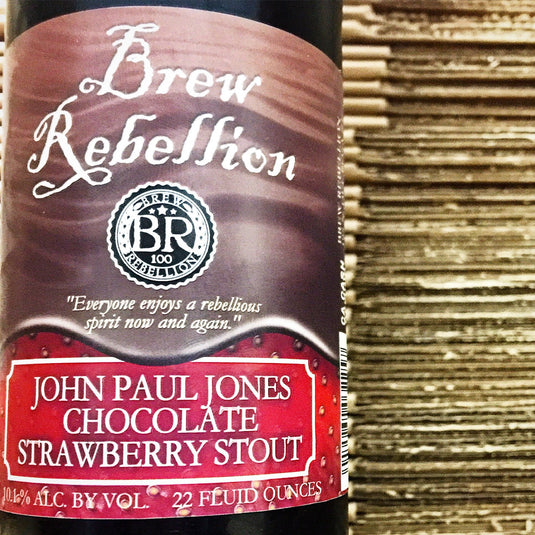 Brew
Rebellion
BREW
BR
100
REBELLION
"Everyone enjoys a rebellious
spirit now and again."
JOHN PAUL JONES
CHOCOLATE
STRAWBERRY STOUT
10.1% ALC. BY VOL. 22 FLUID OUNCES